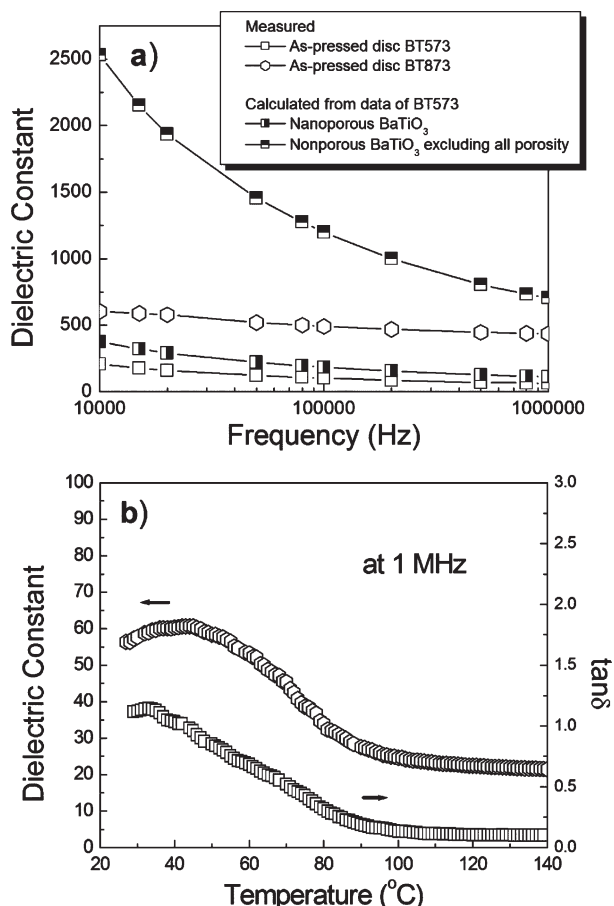 a)
Measured
As-pressed disc BT573
As-pressed disc BT873
Calculated from data of BT573
Nanoporous BaTiO3
Nonporous BaTiO3 excluding all porosity
2500
2000
1500
1000
500
0
Dielectric Constant
10000
100000
1000000
Frequency (Hz)
b)
at 1 MHz
100
90
80
70
60
50
40
30
20
10
0
Dielectric Constant
3.0
2.5
2.0
1.5
1.0
0.5
0.0
tanδ
20
40
60
80
100
120
140
Temperature (°C)